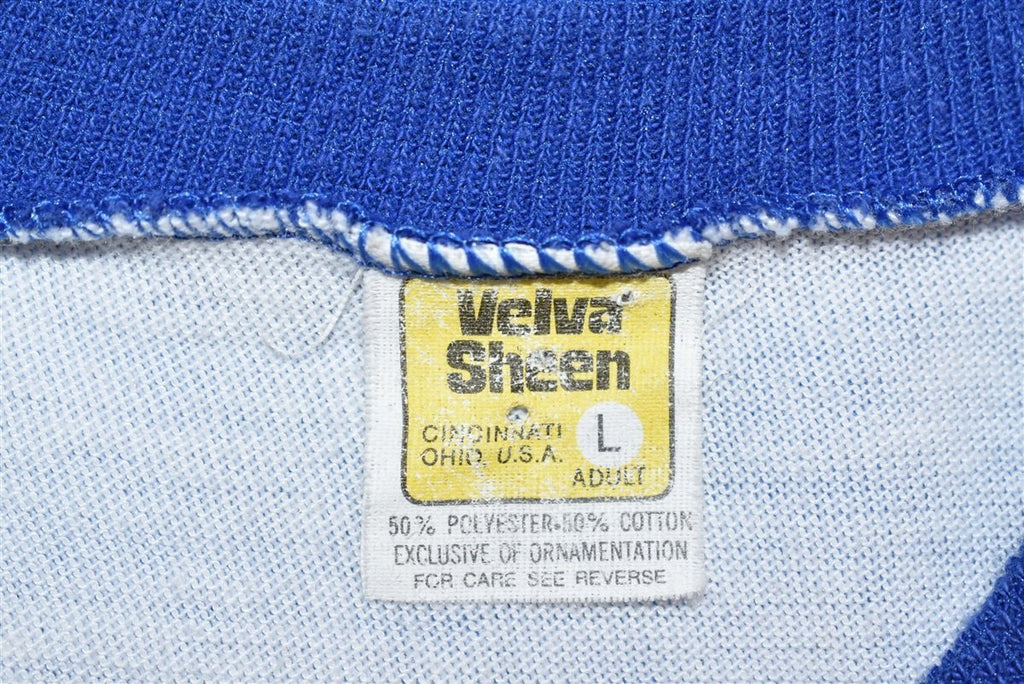 Velva
Sheen
CINCINNATI
OHIO, U.S.A.
L
ADULT
50% POLYESTER•50% COTTON
EXCLUSIVE OF ORNAMENTATION
FOR CARE SEE REVERSE